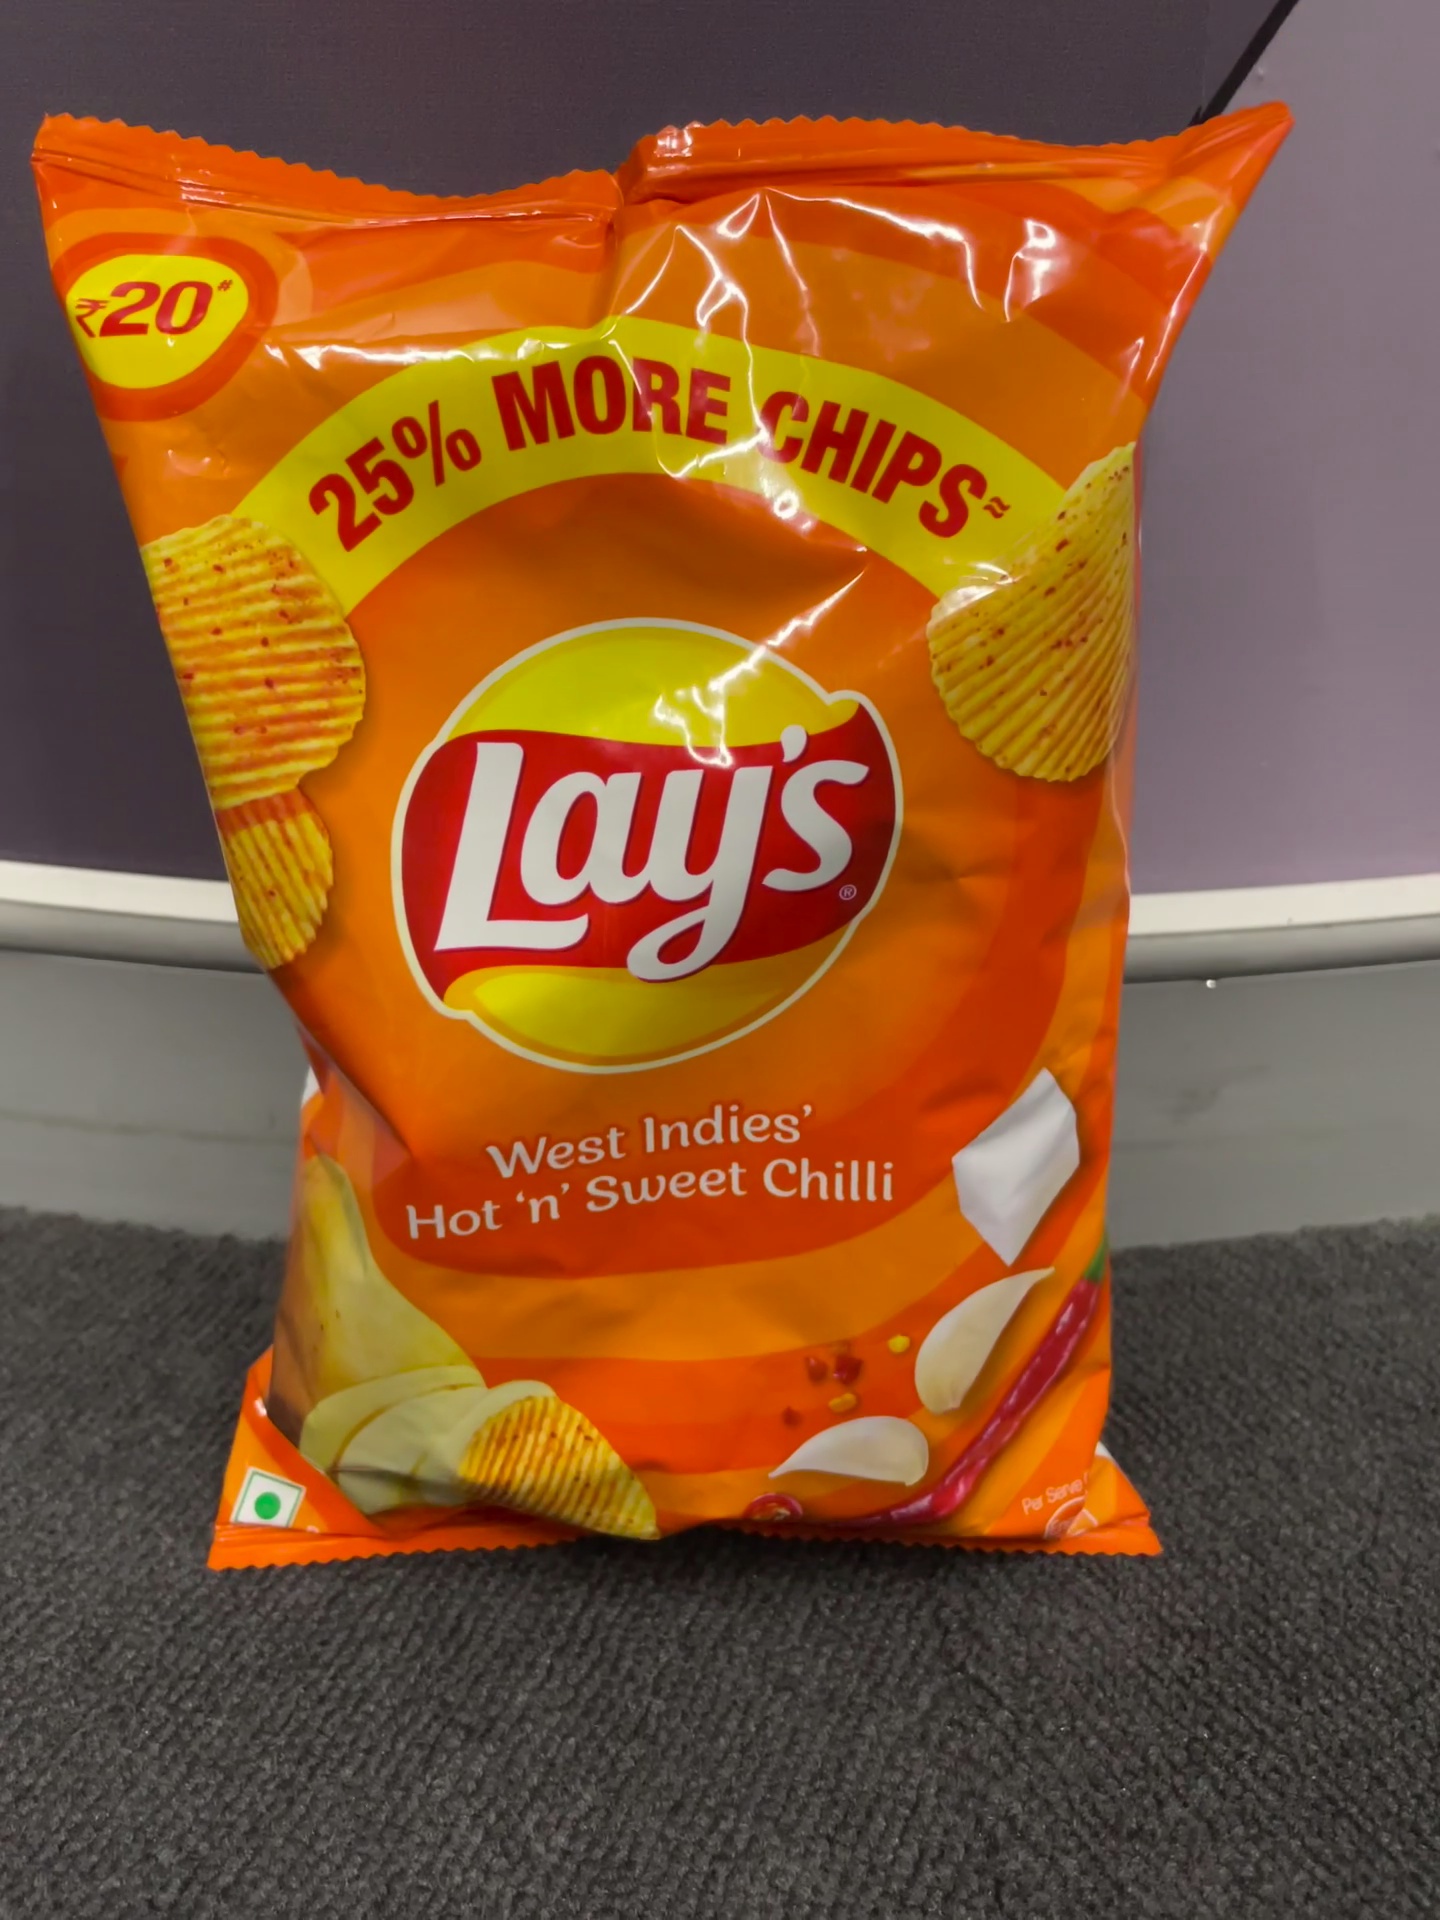 ₹20#
25% MORE CHIPS≈
Lay's®
West Indies'
Hot 'n' Sweet Chilli
Per Serve